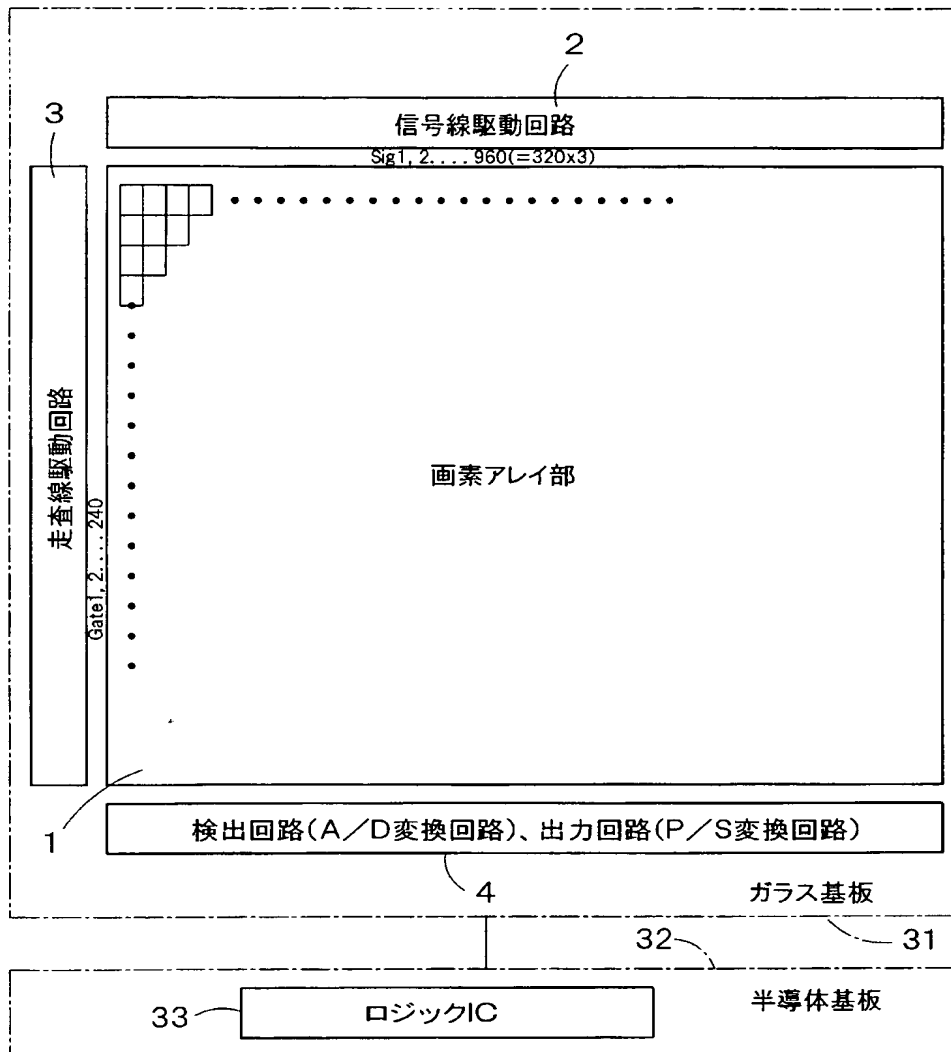 2
3
信号線駆動回路
Sig1, 2....960(=320x3)
走査線駆動回路
Gate1, 2....240
画素アレイ部
1
検出回路(A／D変換回路)、出力回路(P／S変換回路)
4
ガラス基板
31
32
半導体基板
33
ロジックIC